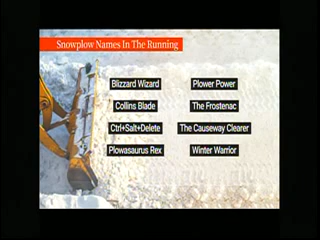 Snowplow Names In The Running
Blizzard Wizard
Plower Power
Collins Blade
The Frostenac
Ctrl+Salt+Delete
The Causeway Clearer
Plowasaurus Rex
Winter Warrior